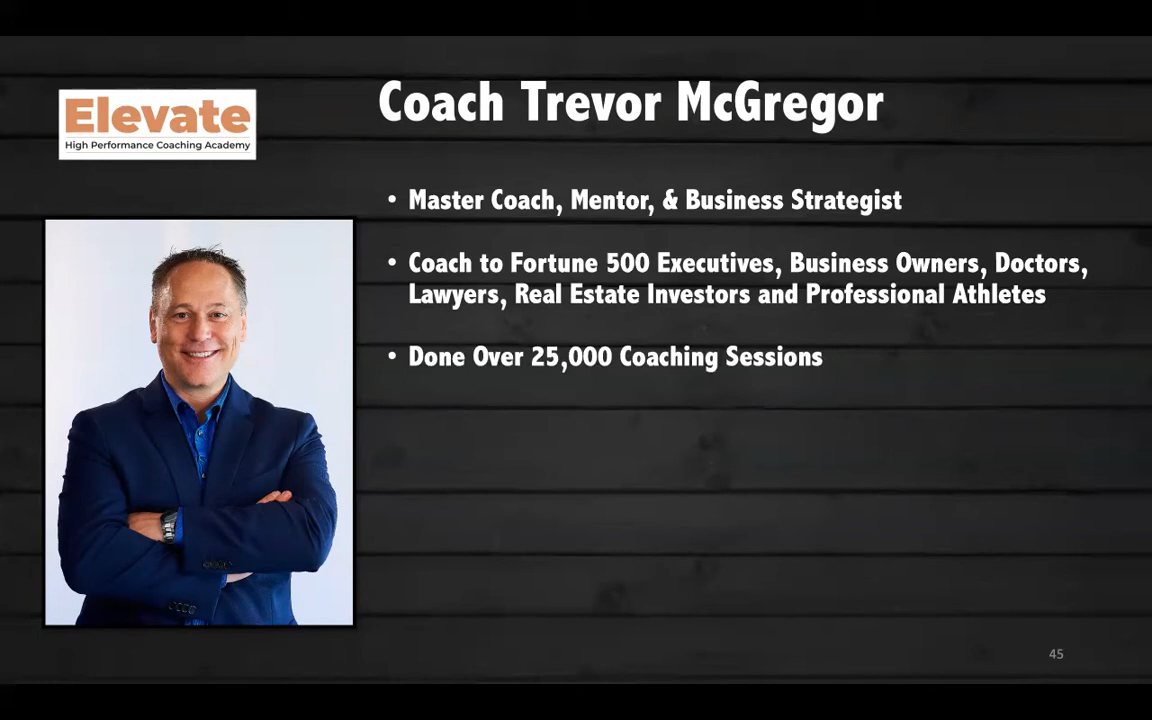 Coach Trevor McGregor
Elevate
High Performance Coaching Academy
• Master Coach, Mentor, & Business Strategist
• Coach to Fortune 500 Executives, Business Owners, Doctors,
Lawyers, Real Estate Investors and Professional Athletes
• Done Over 25,000 Coaching Sessions
45